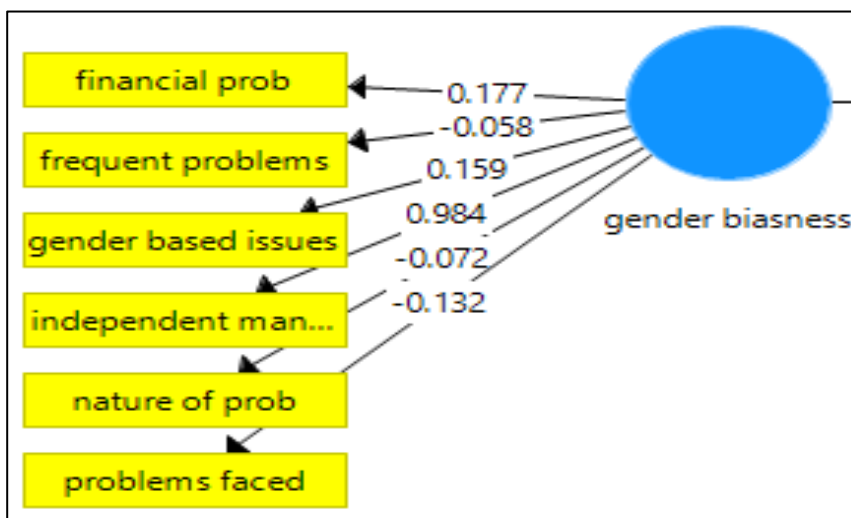 financial prob
0.177
frequent problems
-0.058
gender based issues
0.159
independent man...
0.984
nature of prob
-0.072
problems faced
-0.132
gender biasness